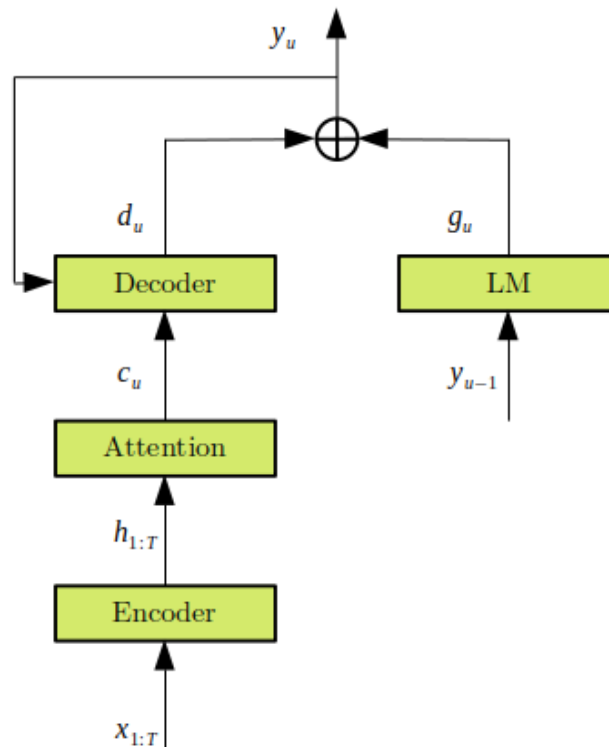 y_u
d_u
g_u
Decoder
LM
c_u
y_{u-1}
Attention
h_{1:T}
Encoder
x_{1:T}